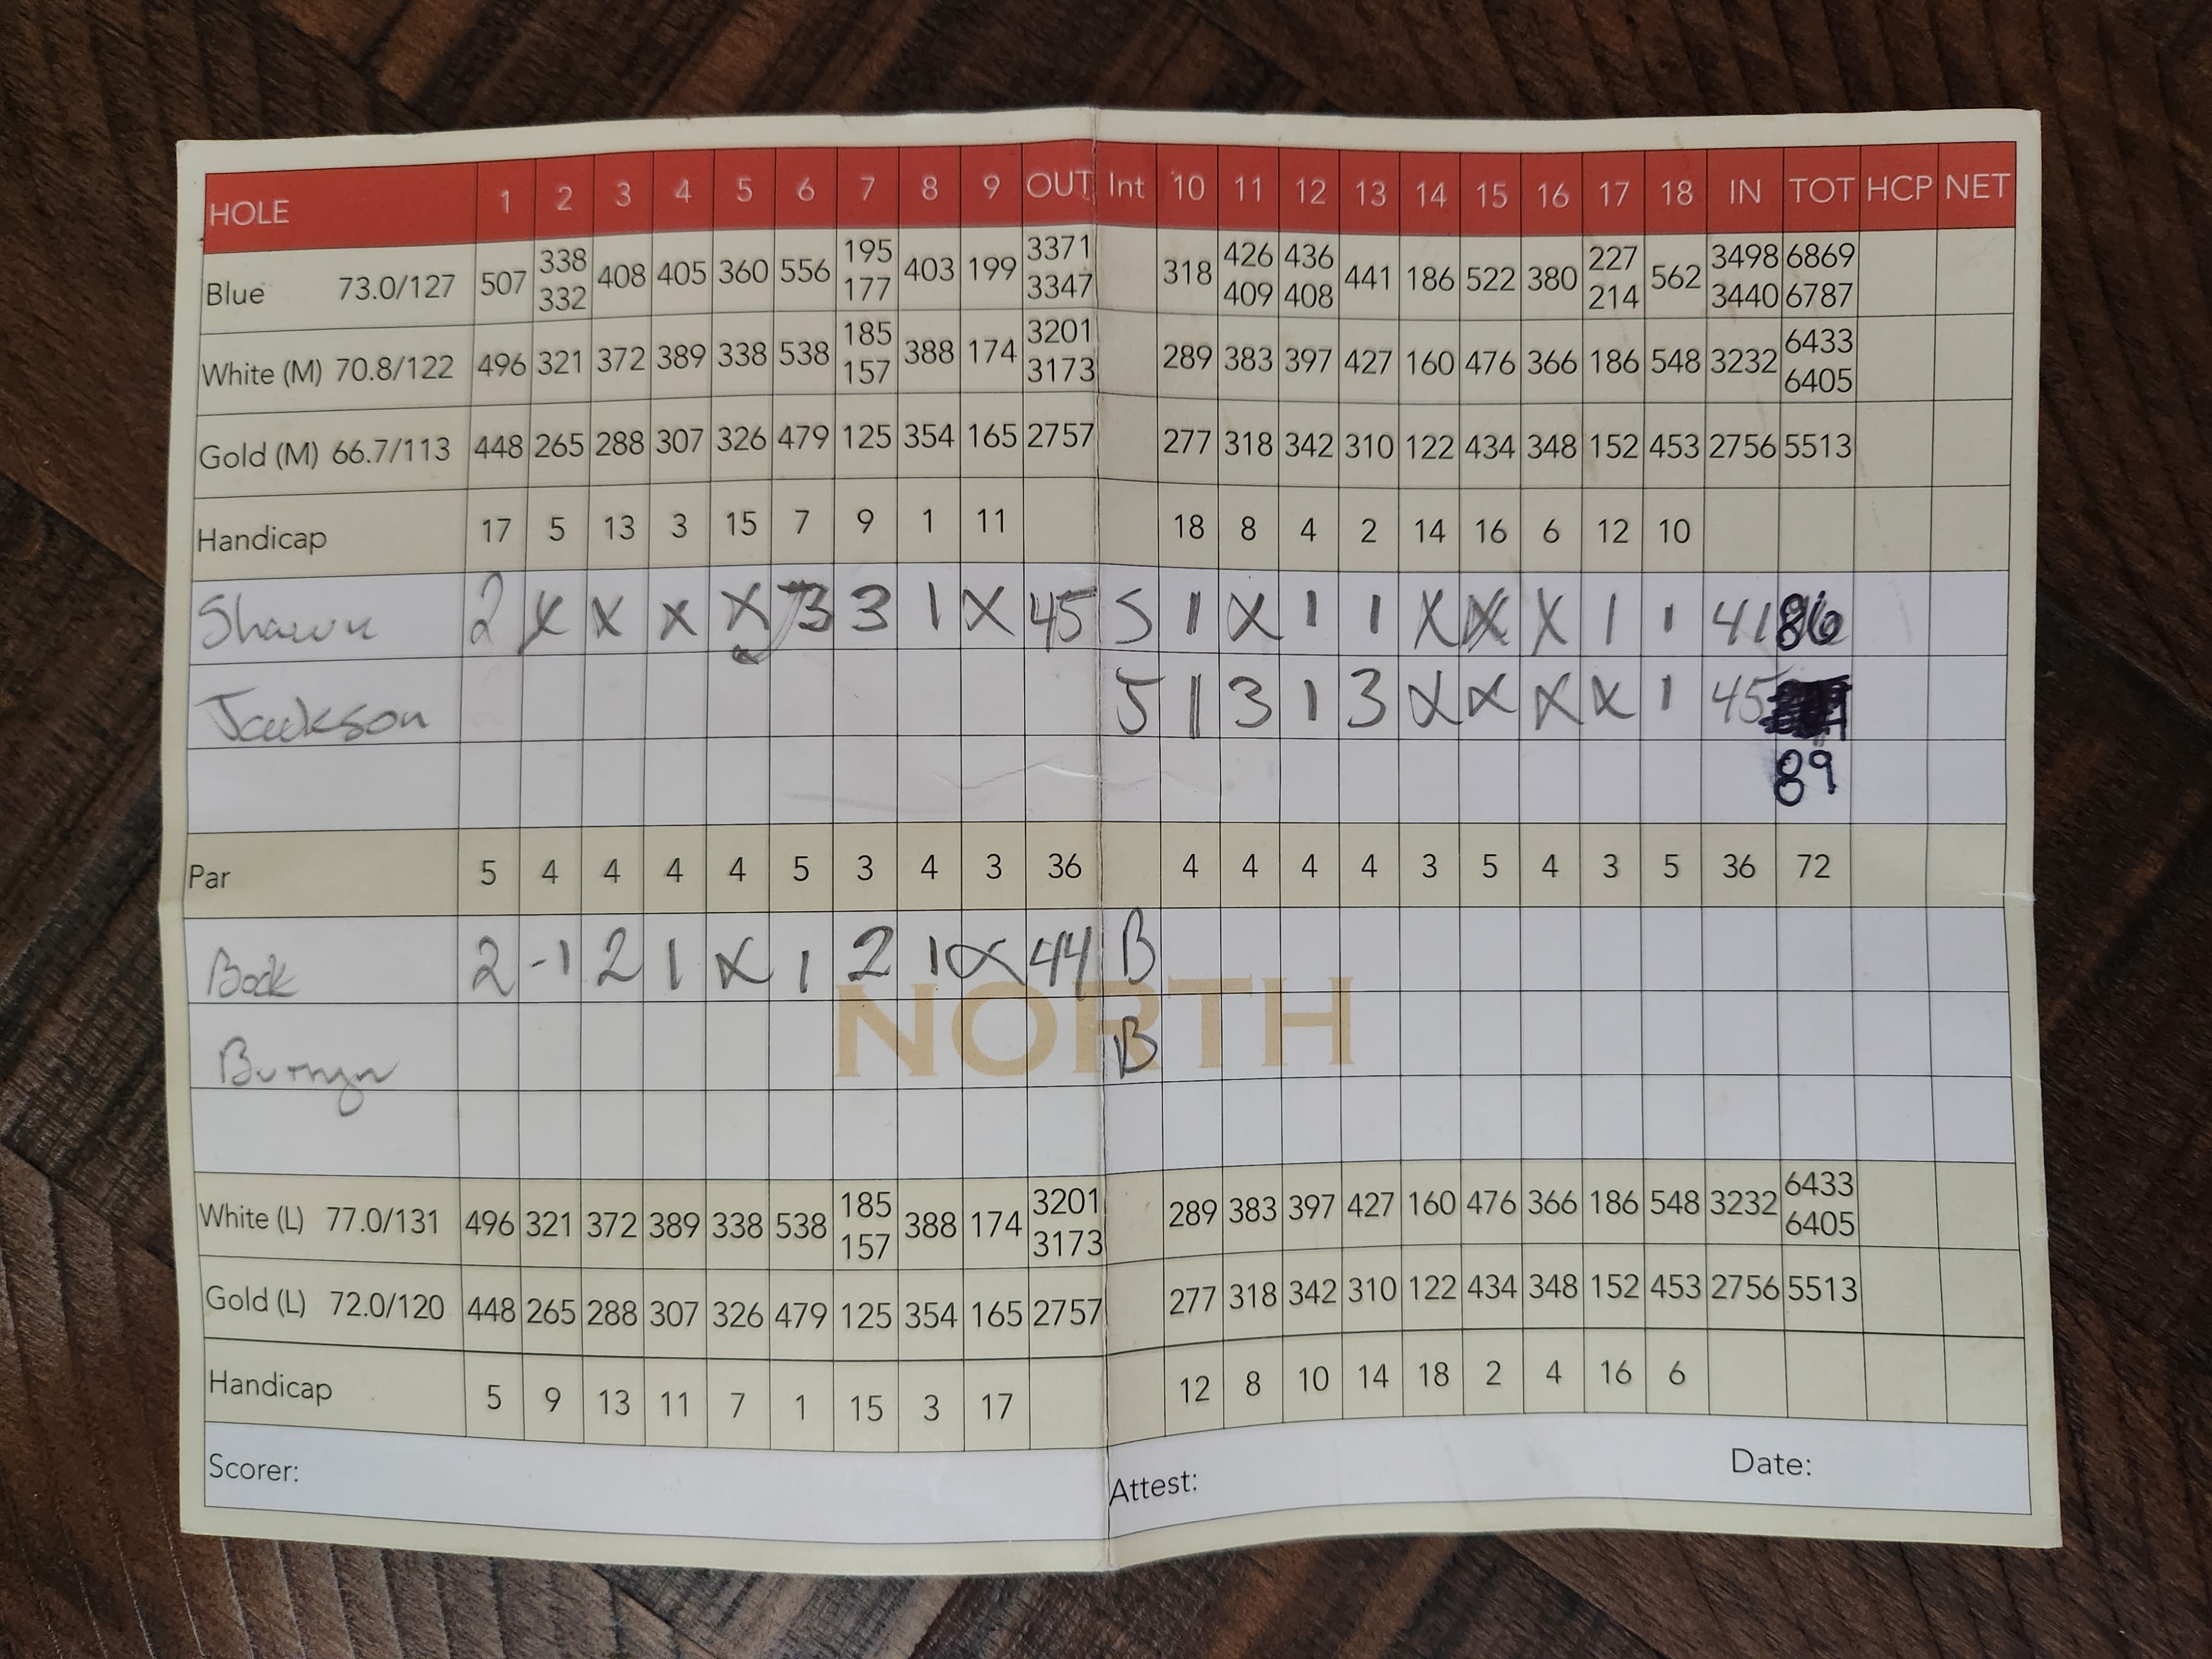 HOLE 1 2 3 4 5 6 7 8 9 OUT Int 10 11 12 13 14 15 16 17 18 IN TOT HCP NET
Blue 73.0/127 507 338 332 408 405 360 556 195 177 403 199 3371 3347 318 426 409 436 408 441 186 522 380 227 214 562 3498 3440 6869 6787
White (M) 70.8/122 496 321 372 389 338 538 185 157 388 174 3201 3173 289 383 397 427 160 476 366 186 548 3232 6433 6405
Gold (M) 66.7/113 448 265 288 307 326 479 125 354 165 2757 277 318 342 310 122 434 348 152 453 2756 5513
Handicap 17 5 13 3 15 7 9 1 11 18 8 4 2 14 16 6 12 10
Shawn 2 X X X X 3 3 1 X 45 S 1 X 1 1 X X X 1 1 41 86
Jackson J 1 3 1 3 X X X X 1 45
89
Par 5 4 4 4 4 5 3 4 3 36 4 4 4 4 3 5 4 3 5 36 72
2 -1 2 1 X 1 2 1 X 44 B
NORTH
B
White (L) 77.0/131 496 321 372 389 338 538 185 157 388 174 3201 3173 289 383 397 427 160 476 366 186 548 3232 6433 6405
Gold (L) 72.0/120 448 265 288 307 326 479 125 354 165 2757 277 318 342 310 122 434 348 152 453 2756 5513
Handicap 5 9 13 11 7 1 15 3 17 12 8 10 14 18 2 4 16 6
Scorer: Attest: Date: